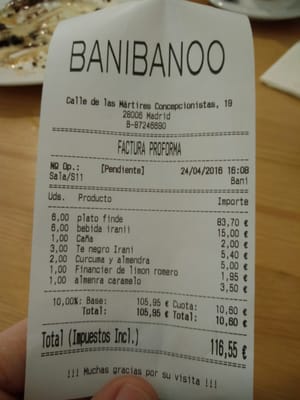 BANIBANOO
Calle de las Mártires Concepcionistas, 19
28006 Madrid
B-87246690
FACTURA PROFORMA
Nº Op.: [Pendiente] 24/04/2016 16:08
Sala/S11 Bani
Uds. Producto Importe
6,00 plato finde 83,70 €
6,00 bebida iranii 15,00 €
1,00 Caña 2,00 €
3,00 Te negro Irani 5,40 €
2,00 Curcuma y almendra 5,00 €
1,00 Financier de limon romero 1,95 €
1,00 almenra caramelo 3,50 €
10,00%: Base: 105,95 € Cuota: 10,60 €
Total: 105,95 € Total: 10,60 €
Total (Impuestos Incl.) 116,55 €
!!! Muchas gracias por su visita !!!